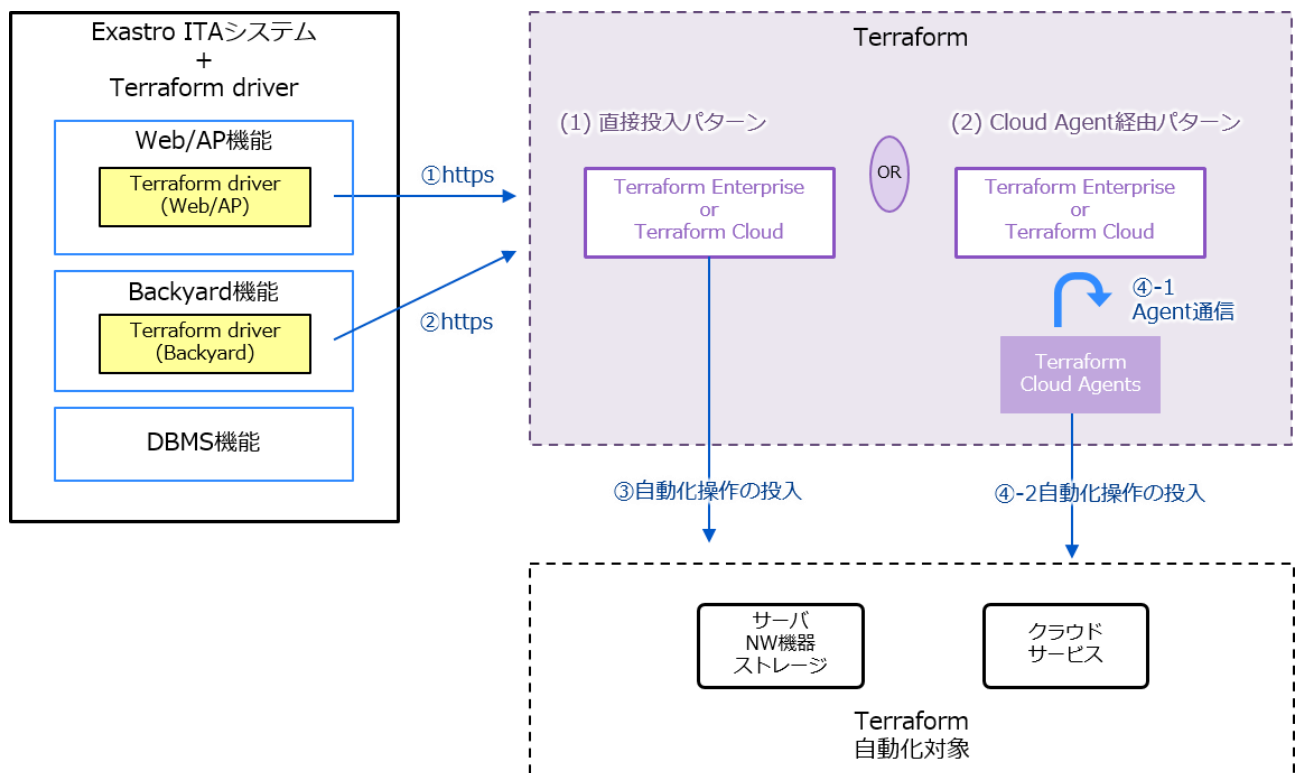 Exastro ITAシステム
+
Terraform driver
Web/AP機能
Terraform driver
(Web/AP)
Backyard機能
Terraform driver
(Backyard)
DBMS機能
①https
②https
Terraform
(1) 直接投入パターン
Terraform Enterprise
or
Terraform Cloud
OR
(2) Cloud Agent経由パターン
Terraform Enterprise
or
Terraform Cloud
④-1
Agent通信
Terraform
Cloud Agents
③自動化操作の投入
④-2自動化操作の投入
サーバ
NW機器
ストレージ
クラウド
サービス
Terraform
自動化対象